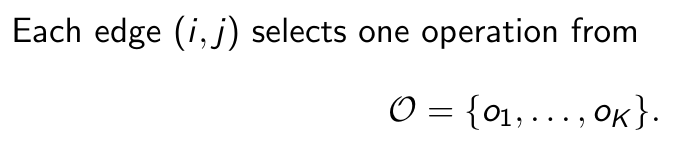 Each edge (i, j) selects one operation from
𝒪 = {o₁, . . . , o_K}.